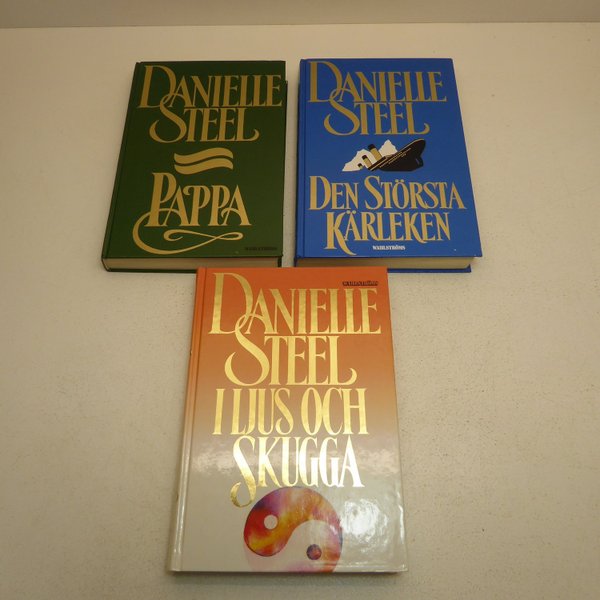 DANIELLE
STEEL
PAPPA
WAHLSTRÖMS
DANIELLE
STEEL
DEN STÖRSTA
KÄRLEKEN
WAHLSTRÖMS
WAHLSTRÖMS
DANIELLE
STEEL
I LJUS OCH
SKUGGA